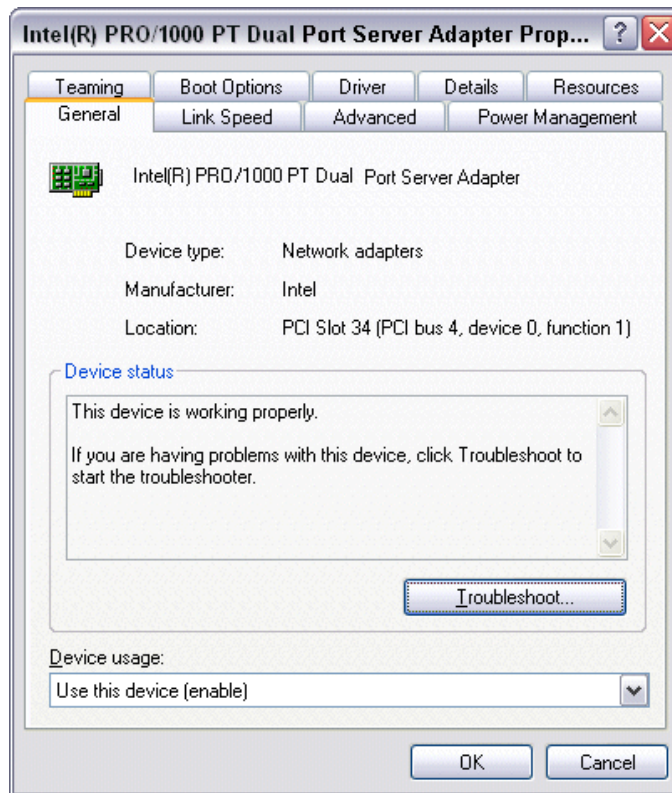 Intel(R) PRO/1000 PT Dual Port Server Adapter Prop...
Teaming Boot Options Driver Details Resources
General Link Speed Advanced Power Management
Intel(R) PRO/1000 PT Dual Port Server Adapter
Device type: Network adapters
Manufacturer: Intel
Location: PCI Slot 34 (PCI bus 4, device 0, function 1)
Device status
This device is working properly.
If you are having problems with this device, click Troubleshoot to
start the troubleshooter.
Troubleshoot...
Device usage:
Use this device (enable)
OK Cancel